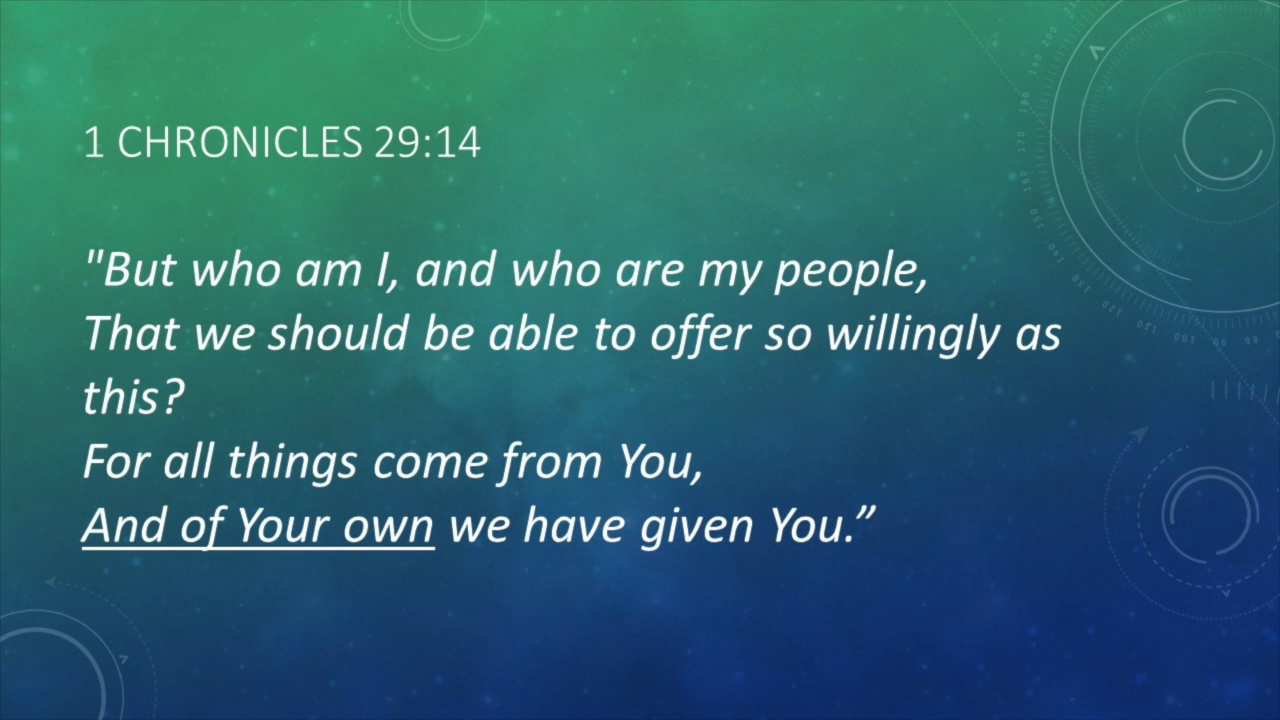 1 CHRONICLES 29:14
"But who am I, and who are my people,
That we should be able to offer so willingly as
this?
For all things come from You,
And of Your own we have given You.”